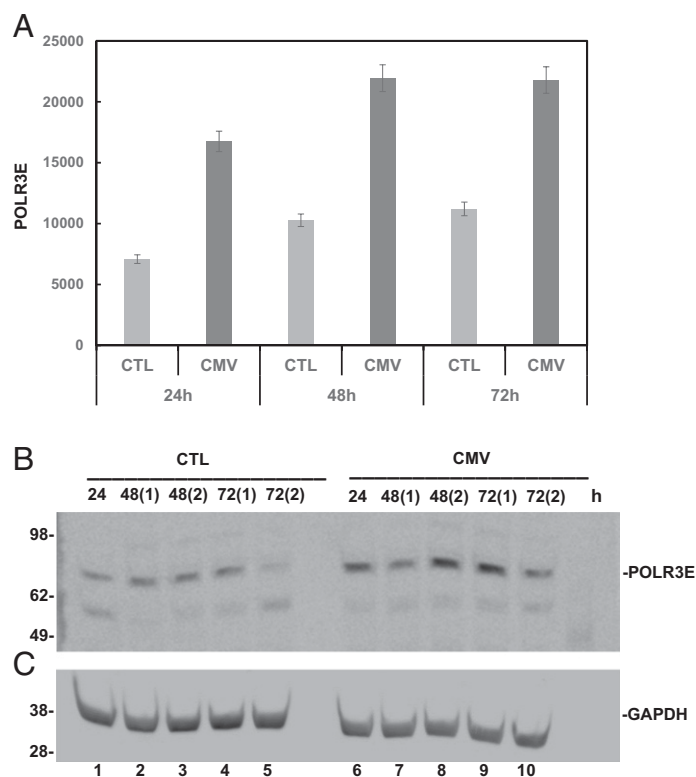 A
25000
20000
15000
10000
5000
0
POLR3E
CTL CMV CTL CMV CTL CMV
24h 48h 72h
B
CTL CMV
24 48(1) 48(2) 72(1) 72(2) 24 48(1) 48(2) 72(1) 72(2) h
98-
-POLR3E
62-
49-
C
38-
-GAPDH
28-
1 2 3 4 5 6 7 8 9 10